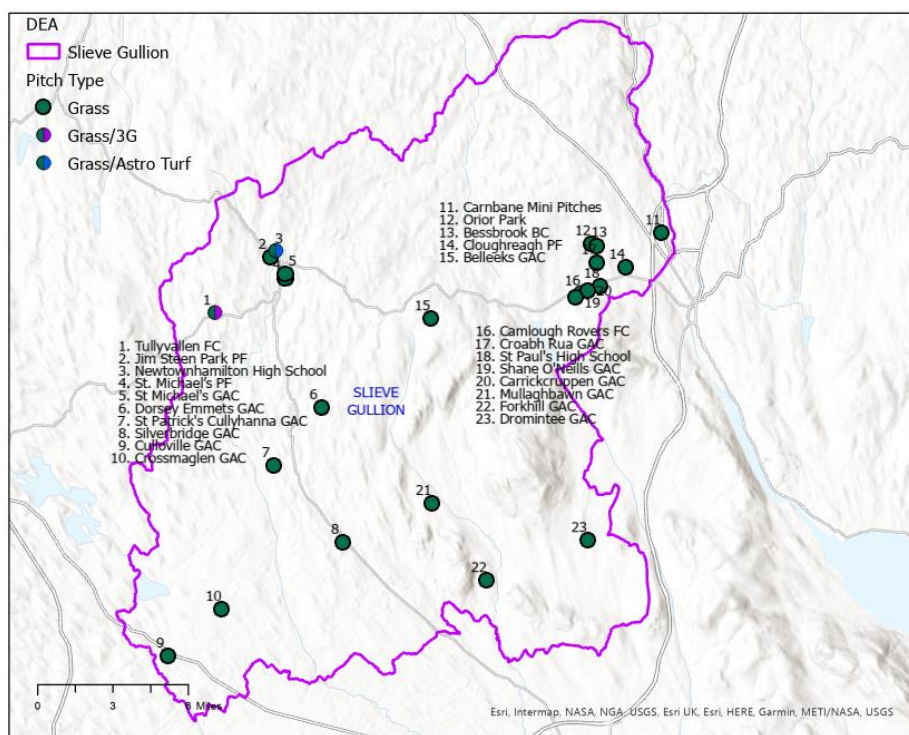 DEA
Slieve Gullion
Pitch Type
Grass
Grass/3G
Grass/Astro Turf
11. Carnbane Mini Pitches
12. Orior Park
13. Bessbrook BC
14. Cloughreagh PF
15. Belleeks GAC
11
12
13
17
14
2
3
4
5
16
18
20
19
1
15
1. Tullyvallen FC
2. Jim Steen Park PF
3. Newtownhamilton High School
4. St. Michael's PF
5. St Michael's GAC
6. Dorsey Emmets GAC
7. St Patrick's Cullyhanna GAC
8. Silverbridge GAC
9. Culloville GAC
10. Crossmaglen GAC
16. Camlough Rovers FC
17. Croabh Rua GAC
18. St Paul's High School
19. Shane O'Neills GAC
20. Carrickcruppen GAC
21. Mullaghbawn GAC
22. Forkhill GAC
23. Dromintee GAC
6
SLIEVE
GULLION
7
21
8
23
22
10
9
0 3 6 Miles
Esri, Intermap, NASA, NGA, USGS, Esri UK, Esri, HERE, Garmin, METI/NASA, USGS